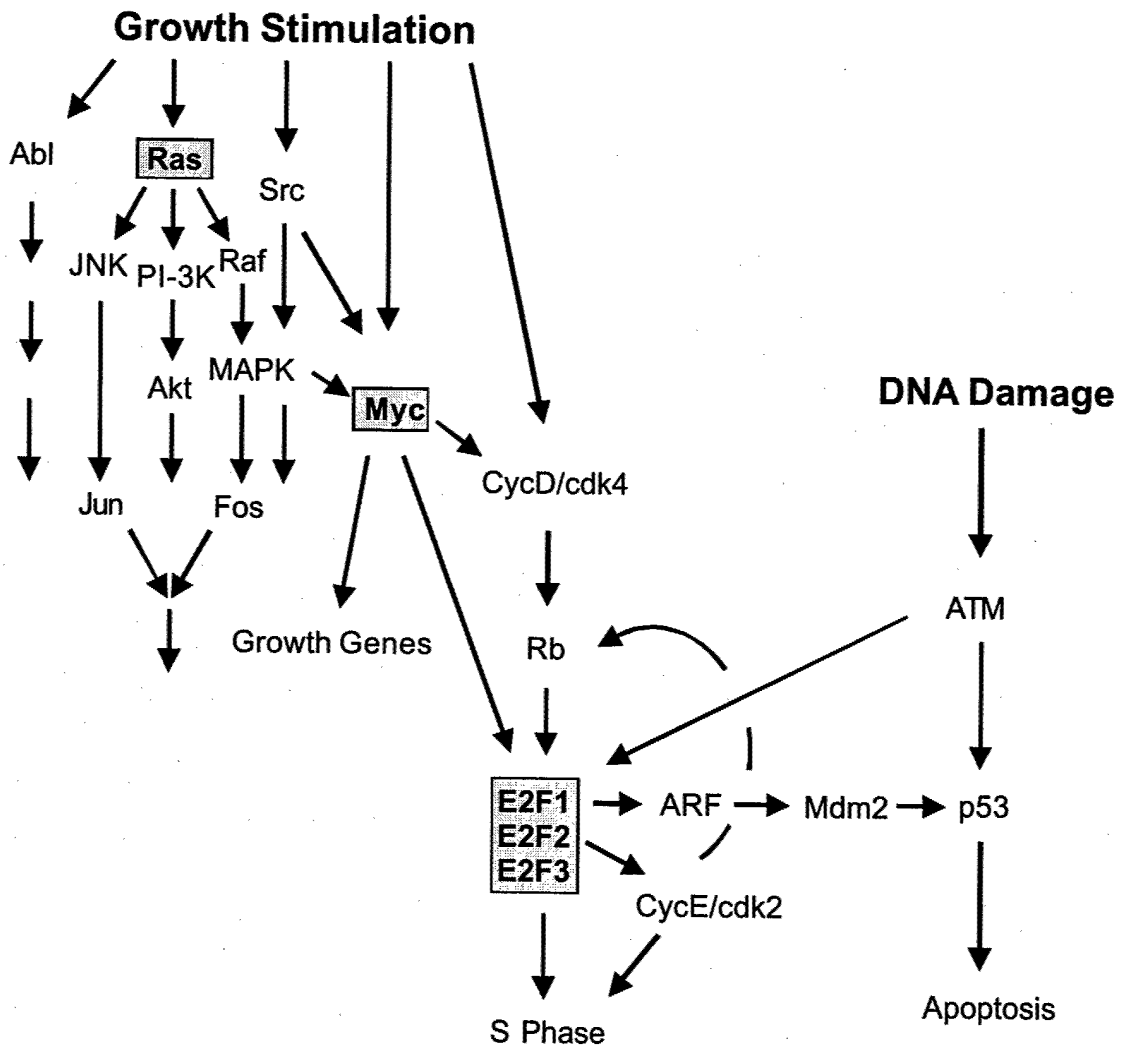 Growth Stimulation
Abl
Ras
Src
JNK
PI-3K
Raf
Akt
MAPK
Myc
DNA Damage
CycD/cdk4
Jun
Fos
ATM
Growth Genes
Rb
E2F1
E2F2
E2F3
ARF
Mdm2
p53
CycE/cdk2
Apoptosis
S Phase